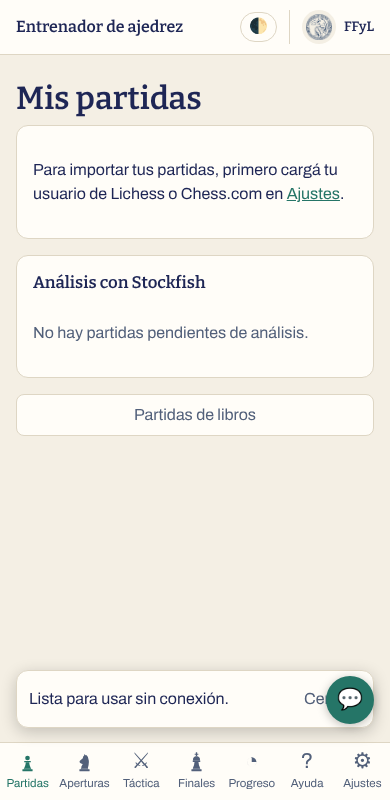 Entrenador de ajedrez
FFyL
Mis partidas
Para importar tus partidas, primero cargá tu
usuario de Lichess o Chess.com en Ajustes.
Análisis con Stockfish
No hay partidas pendientes de análisis.
Partidas de libros
Lista para usar sin conexión.
Partidas
Aperturas
Táctica
Finales
Progreso
Ayuda
Ajustes